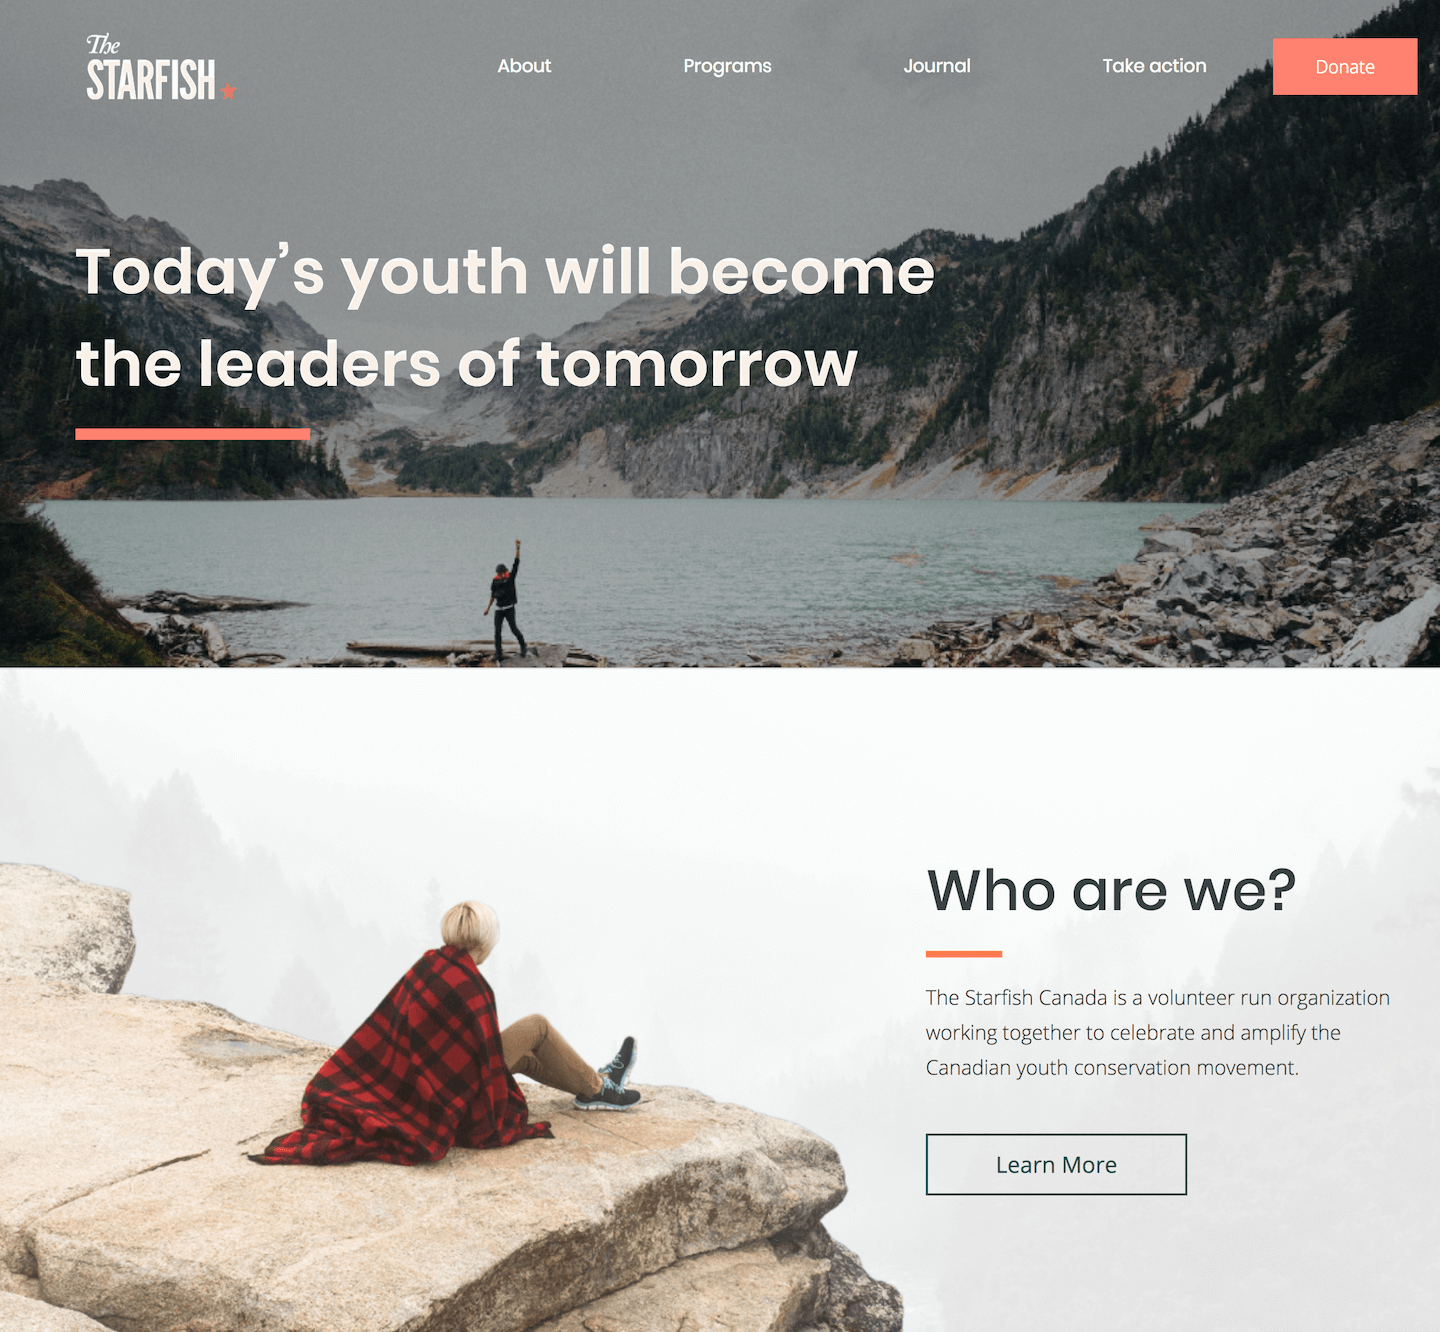 The
STARFISH
About
Programs
Journal
Take action
Donate
Today’s youth will become
the leaders of tomorrow
Who are we?
The Starfish Canada is a volunteer run organization
working together to celebrate and amplify the
Canadian youth conservation movement.
Learn More